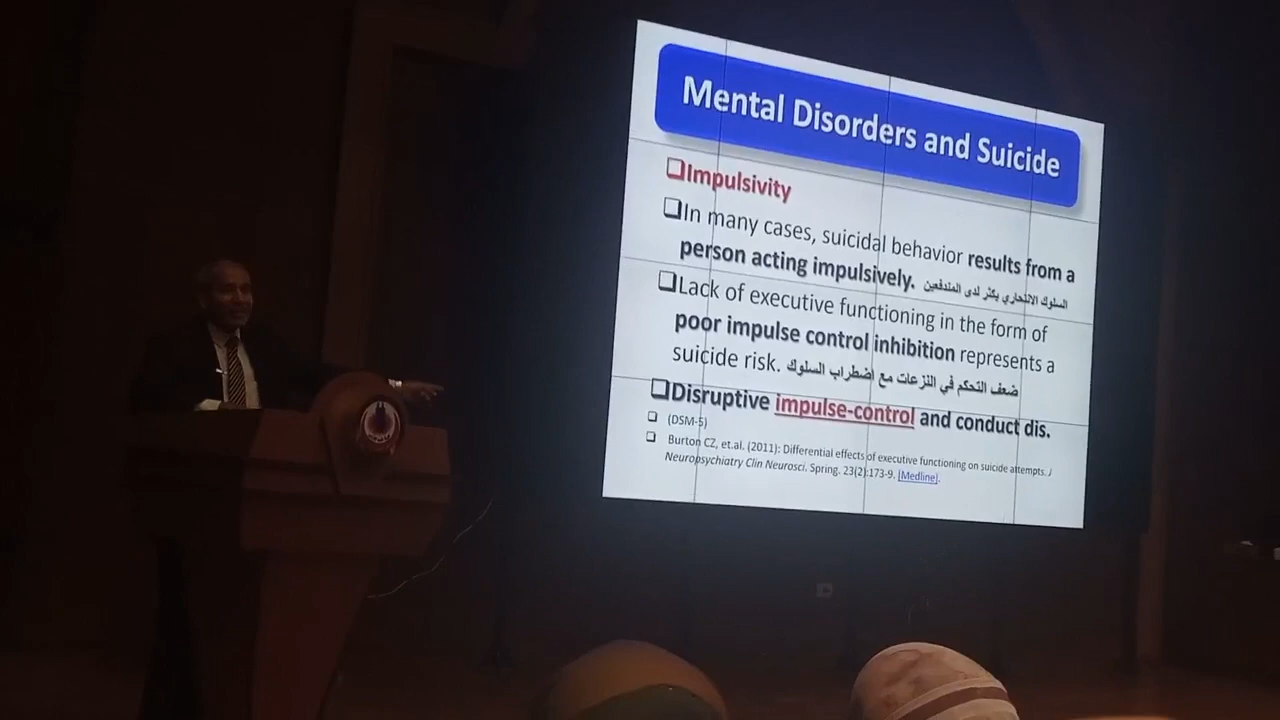 Mental Disorders and Suicide
❑Impulsivity
❑In many cases, suicidal behavior results from a
person acting impulsively. السلوك الانتحاري يكثر لدى المندفعين
❑Lack of executive functioning in the form of
poor impulse control inhibition represents a
suicide risk. ضعف التحكم في النزعات مع إضطراب السلوك
❑Disruptive impulse-control and conduct dis.
❑ (DSM-5)
❑ Burton CZ, et.al. (2011): Differential effects of executive functioning on suicide attempts. J
Neuropsychiatry Clin Neurosci. Spring. 23(2):173-9. [Medline].